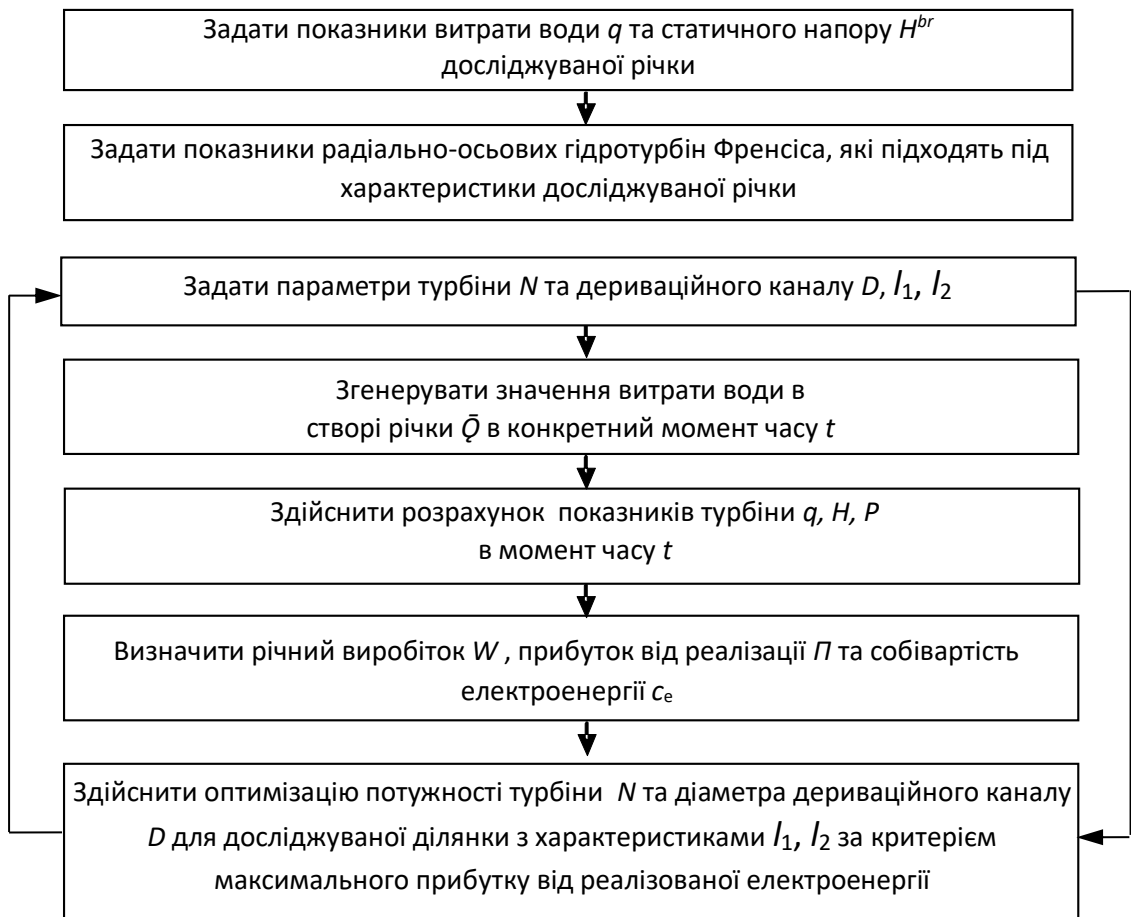 Задати показники витрати води q та статичного напору Hᵇʳ
досліджуваної річки
Задати показники радіально-осьових гідротурбін Френсіса, які підходять під
характеристики досліджуваної річки
Задати параметри турбіни N та дериваційного каналу D, l₁, l₂
Згенерувати значення витрати води в
створі річки Q̄ в конкретний момент часу t
Здійснити розрахунок показників турбіни q, H, P
в момент часу t
Визначити річний виробіток W , прибуток від реалізації П та собівартість
електроенергії cₑ
Здійснити оптимізацію потужності турбіни N та діаметра дериваційного каналу
D для досліджуваної ділянки з характеристиками l₁, l₂ за критерієм
максимального прибутку від реалізованої електроенергії